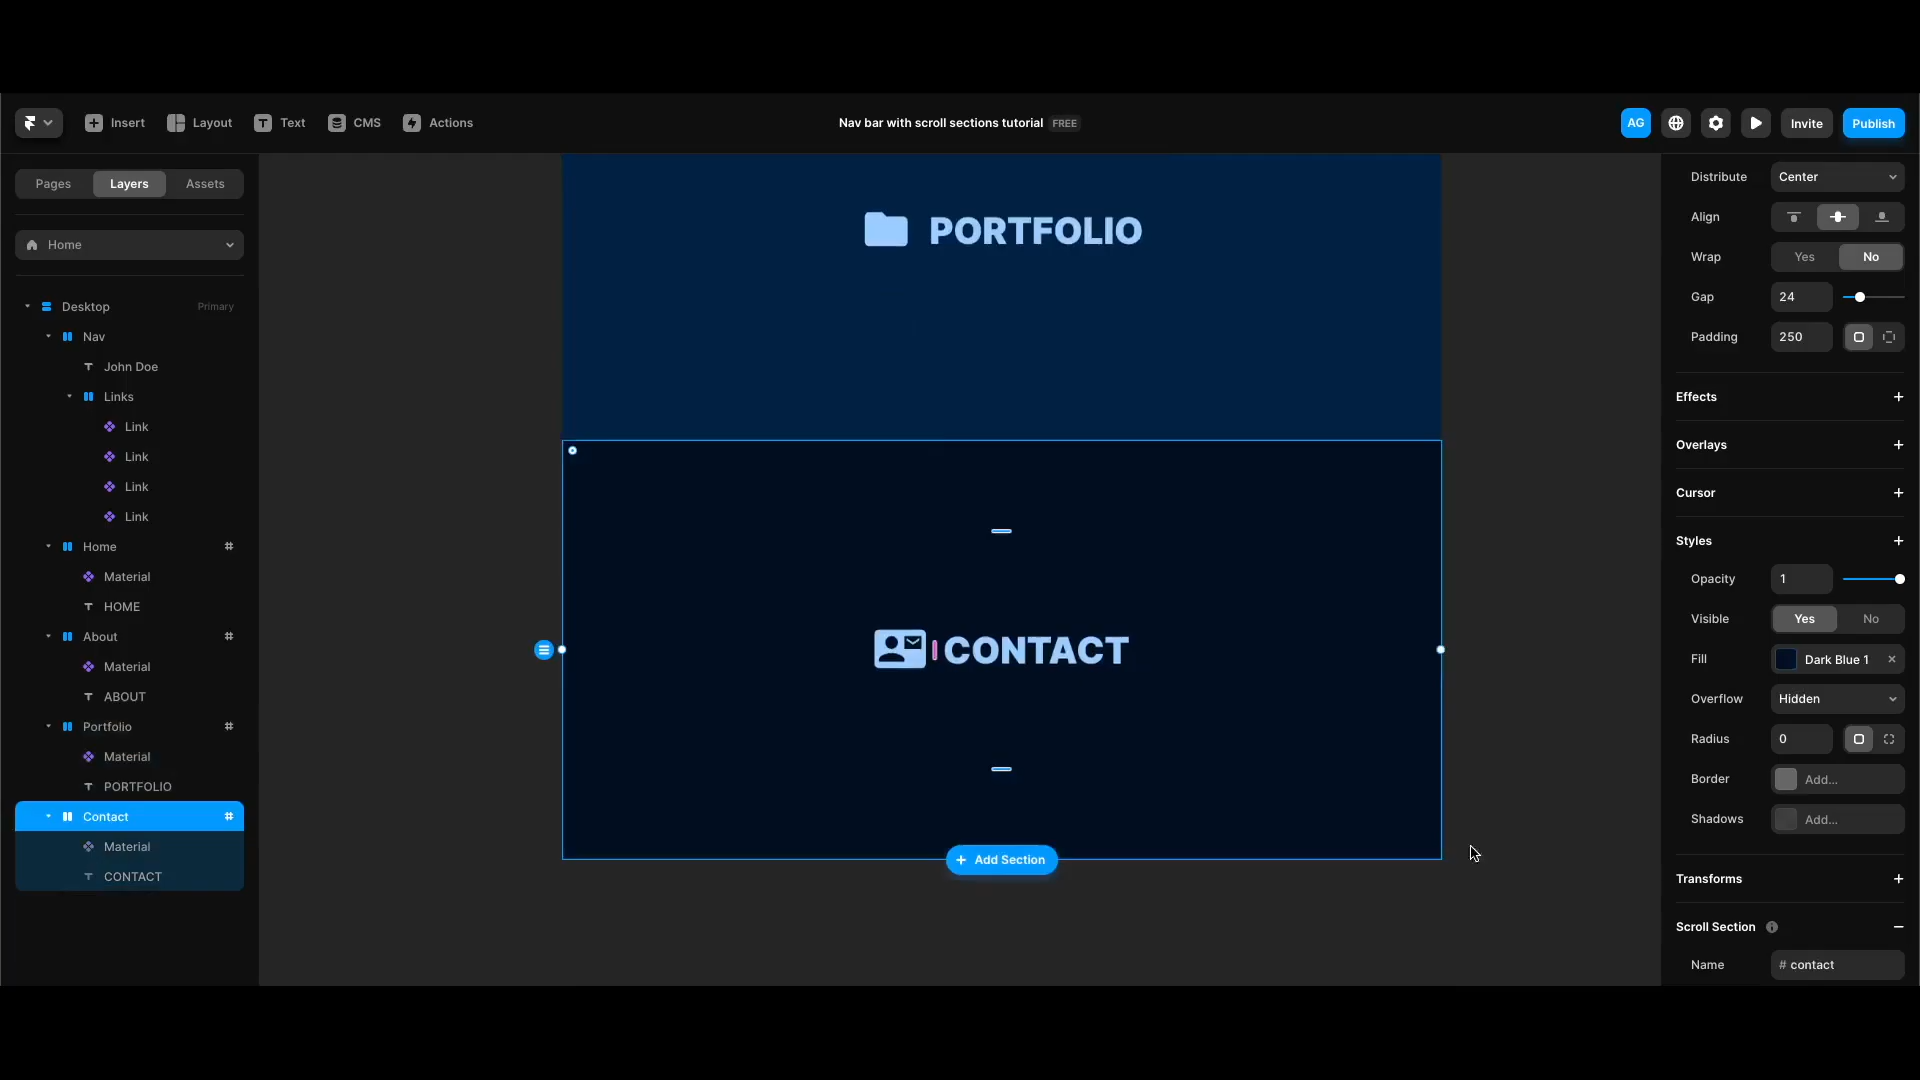 Insert Layout Text CMS Actions Nav bar with scroll sections tutorial FREE AG Invite Publish
Pages Layers Assets
Home
Desktop Primary
Nav
John Doe
Links
Link
Link
Link
Link
Home #
Material
HOME
About #
Material
ABOUT
Portfolio #
Material
PORTFOLIO
Contact #
Material
CONTACT
PORTFOLIO
CONTACT
+ Add Section
Distribute Center
Align
Wrap Yes No
Gap 24
Padding 250
Effects +
Overlays +
Cursor +
Styles +
Opacity 1
Visible Yes No
Fill Dark Blue 1 ×
Overflow Hidden
Radius 0
Border Add...
Shadows Add...
Transforms +
Scroll Section i −
Name # contact